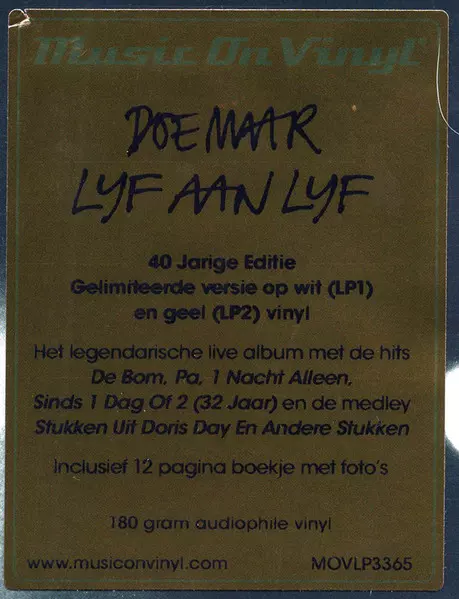 Music On Vinyl
DOE MAAR
LYF AAN LYF
40 Jarige Editie
Gelimiteerde versie op wit (LP1)
en geel (LP2) vinyl
Het legendarische live album met de hits
De Bom, Pa, 1 Nacht Alleen,
Sinds 1 Dag Of 2 (32 Jaar) en de medley
Stukken Uit Doris Day En Andere Stukken
Inclusief 12 pagina boekje met foto's
180 gram audiophile vinyl
www.musiconvinyl.com MOVLP3365